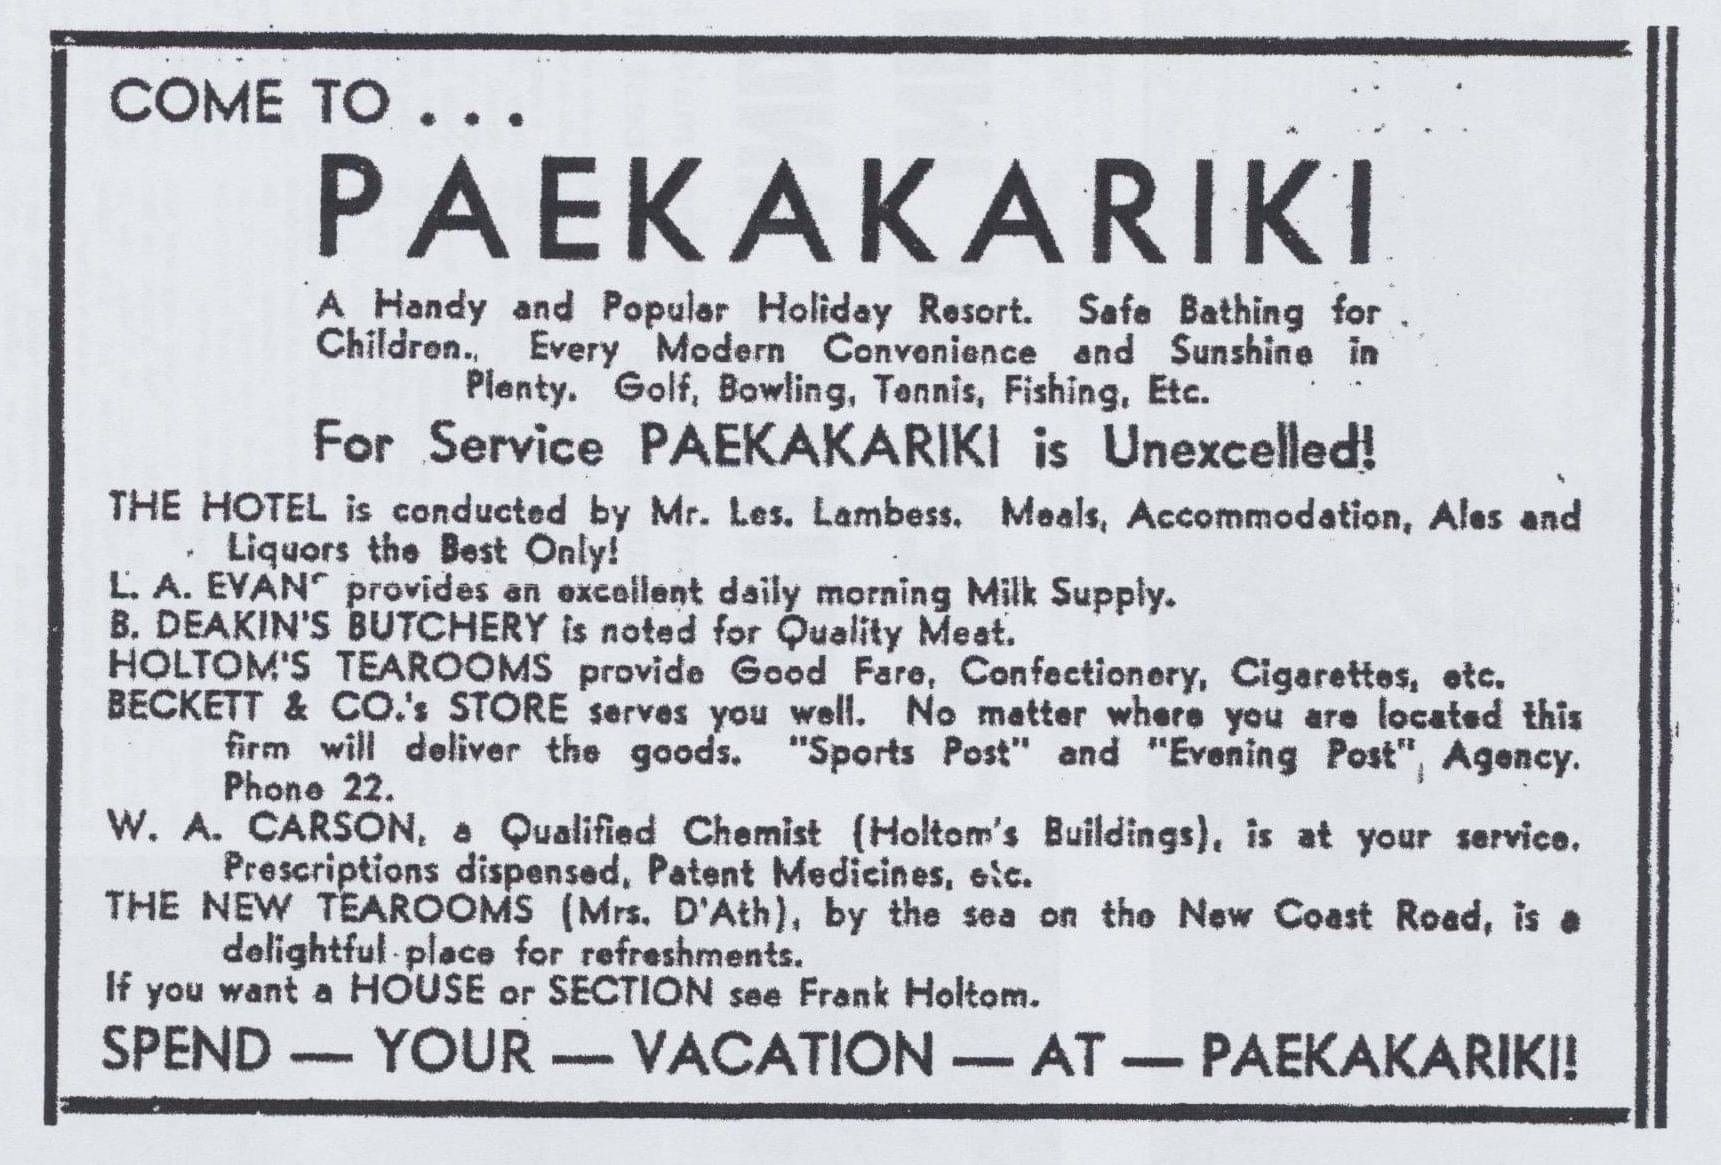 COME TO . . .
PAEKAKARIKI
A Handy and Popular Holiday Resort. Safe Bathing for
Children. Every Modern Convenience and Sunshine in
Plenty. Golf, Bowling, Tennis, Fishing, Etc.
For Service PAEKAKARIKI is Unexcelled!
THE HOTEL is conducted by Mr. Les. Lambess. Meals, Accommodation, Ales and
Liquors the Best Only!
L. A. EVANS provides an excellent daily morning Milk Supply.
B. DEAKIN'S BUTCHERY is noted for Quality Meat.
HOLTOM'S TEAROOMS provide Good Fare, Confectionery, Cigarettes, etc.
BECKETT & CO.'s STORE serves you well. No matter where you are located this
firm will deliver the goods. "Sports Post" and "Evening Post", Agency.
Phone 22.
W. A. CARSON, a Qualified Chemist (Holtom's Buildings), is at your service.
Prescriptions dispensed, Patent Medicines, etc.
THE NEW TEAROOMS (Mrs. D'Ath), by the sea on the New Coast Road, is a
delightful place for refreshments.
If you want a HOUSE or SECTION see Frank Holtom.
SPEND — YOUR — VACATION — AT — PAEKAKARIKI!